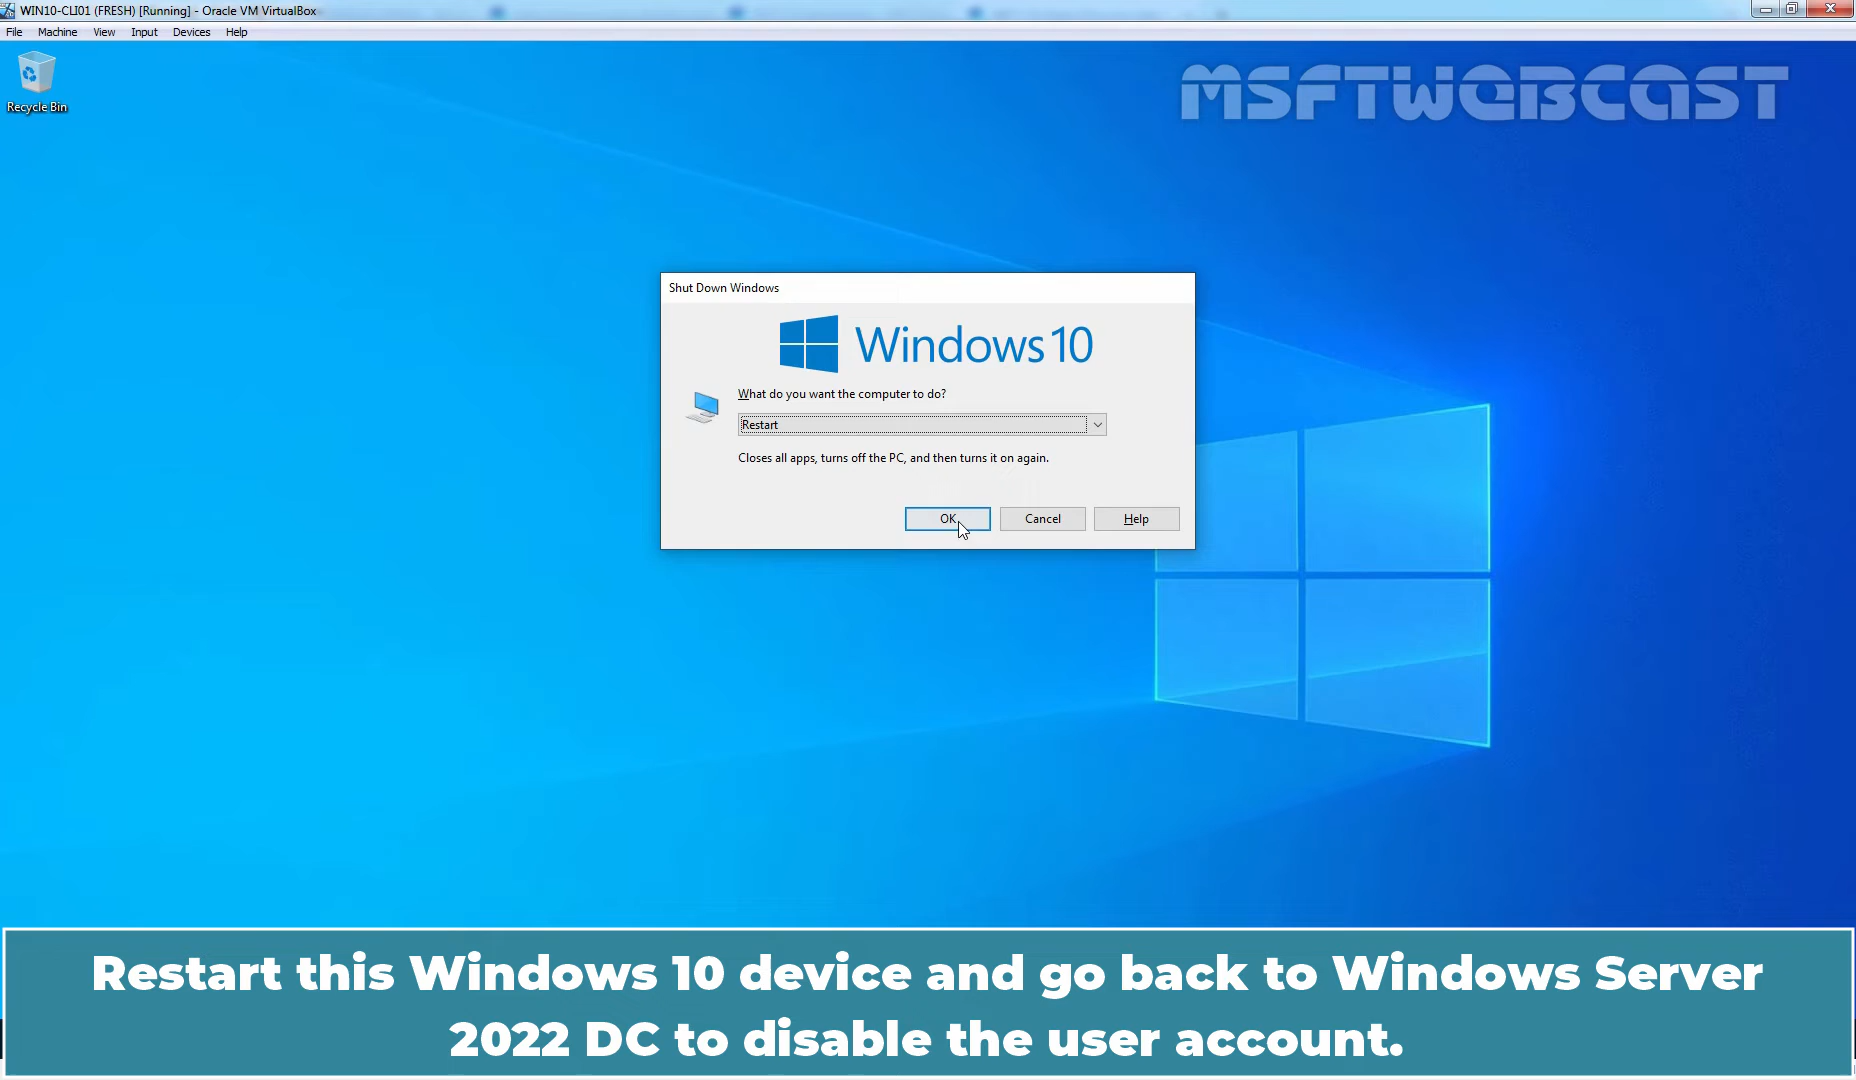 WIN10-CLI01 (FRESH) [Running] - Oracle VM VirtualBox
File Machine View Input Devices Help
MSFTWEBCAST
Recycle Bin
Shut Down Windows
Windows 10
What do you want the computer to do?
Restart
Closes all apps, turns off the PC, and then turns it on again.
OK Cancel Help
Restart this Windows 10 device and go back to Windows Server
2022 DC to disable the user account.